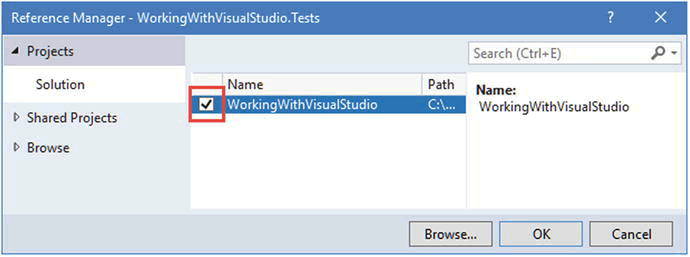 Reference Manager - WorkingWithVisualStudio.Tests ?
Projects
Solution
Shared Projects
Browse
Search (Ctrl+E)
Name Path
WorkingWithVisualStudio C:\...
Name:
WorkingWithVisualStudio
Browse... OK Cancel